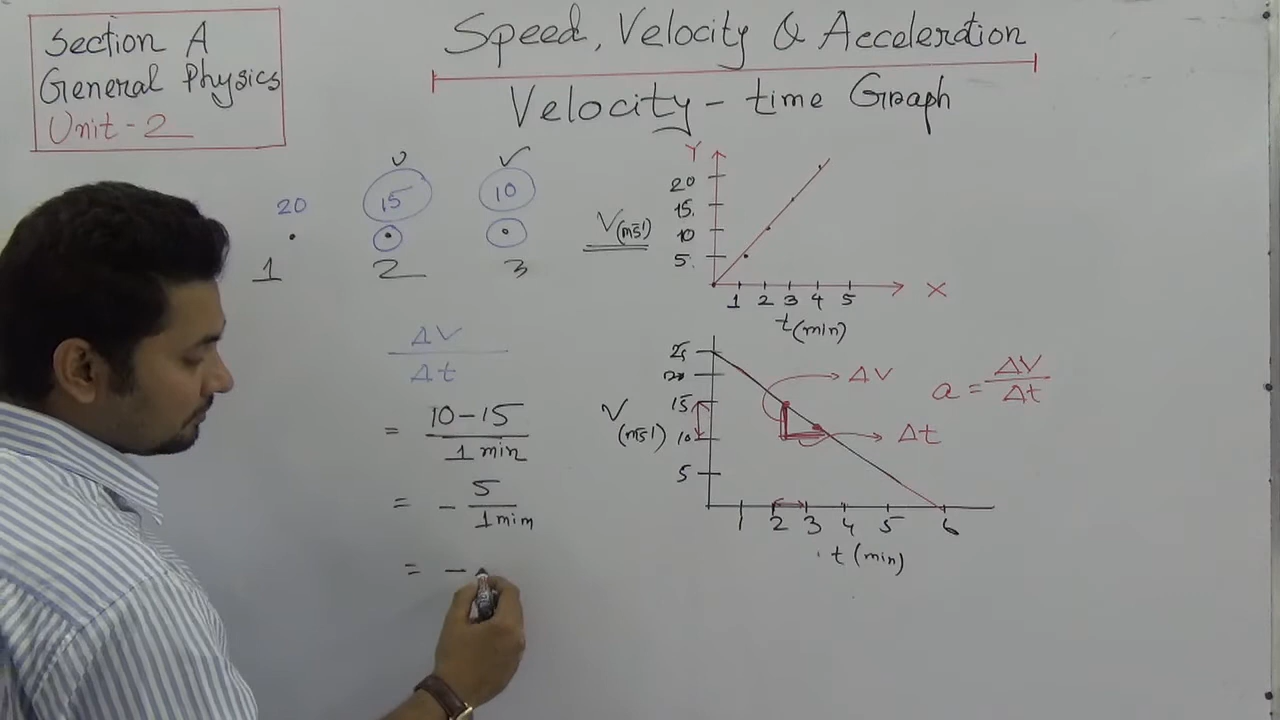 Section A
General Physics
Unit - 2
Speed, Velocity & Acceleration
Velocity - time Graph
20 15 10
1 2 3
ΔV
Δt
= 10 - 15
1 min
= - 5
1 min
= -
Y
20
15
10
5
V (ms⁻¹)
1 2 3 4 5
X
t (min)
25
20
15
10
5
V
(ms⁻¹)
1 2 3 4 5 6
t (min)
ΔV
Δt
a = ΔV
Δt